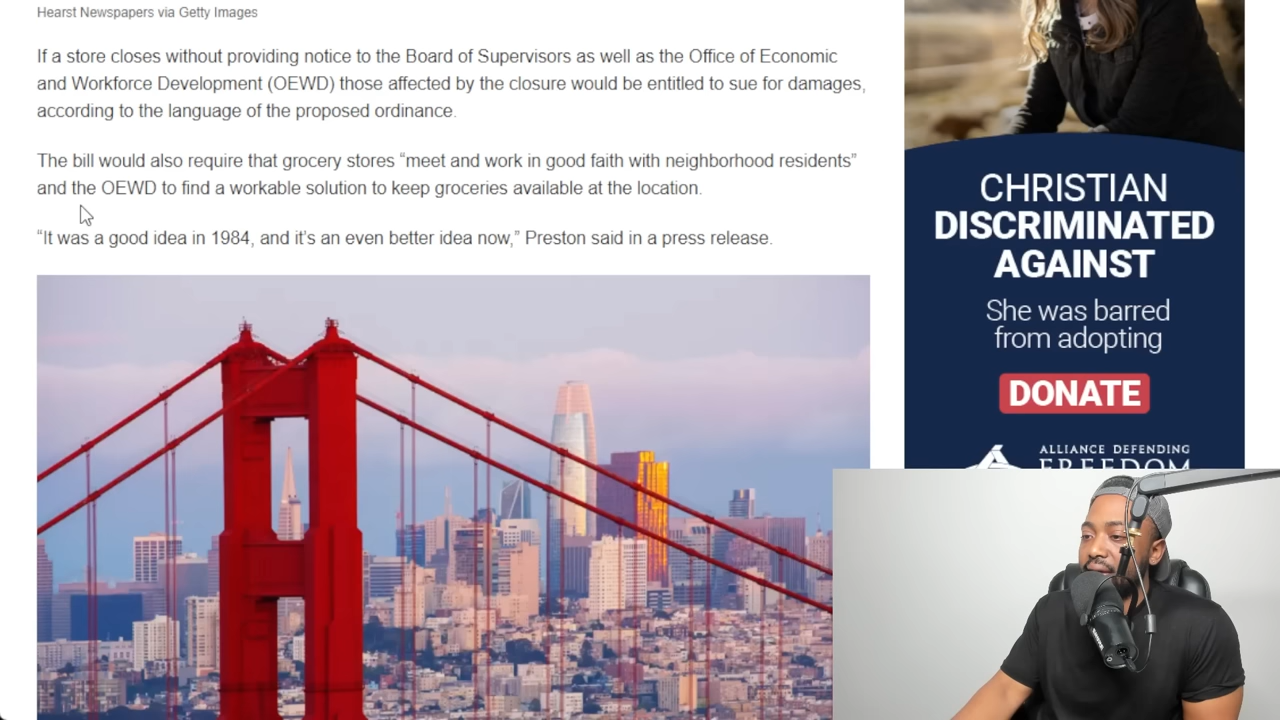 Hearst Newspapers via Getty Images
If a store closes without providing notice to the Board of Supervisors as well as the Office of Economic
and Workforce Development (OEWD) those affected by the closure would be entitled to sue for damages,
according to the language of the proposed ordinance.
The bill would also require that grocery stores “meet and work in good faith with neighborhood residents”
and the OEWD to find a workable solution to keep groceries available at the location.
“It was a good idea in 1984, and it’s an even better idea now,” Preston said in a press release.
CHRISTIAN
DISCRIMINATED
AGAINST
She was barred
from adopting
DONATE
ALLIANCE DEFENDING
FREEDOM